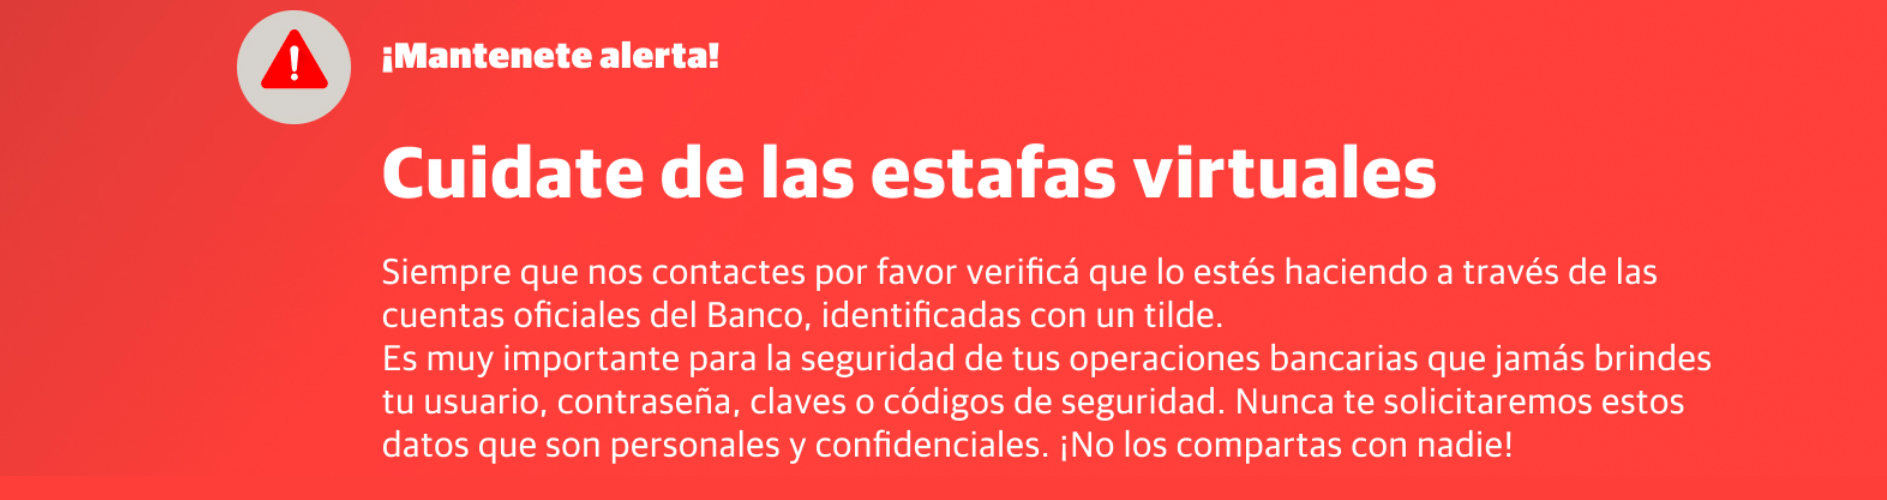 ¡Mantenete alerta!
Cuidate de las estafas virtuales
Siempre que nos contactes por favor verificá que lo estés haciendo a través de las
cuentas oficiales del Banco, identificadas con un tilde.
Es muy importante para la seguridad de tus operaciones bancarias que jamás brindes
tu usuario, contraseña, claves o códigos de seguridad. Nunca te solicitaremos estos
datos que son personales y confidenciales. ¡No los compartas con nadie!